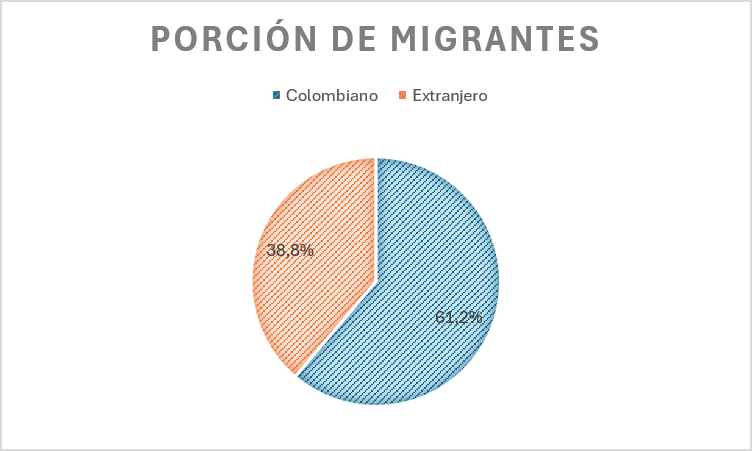 PORCIÓN DE MIGRANTES
Colombiano Extranjero
38,8%
61,2%